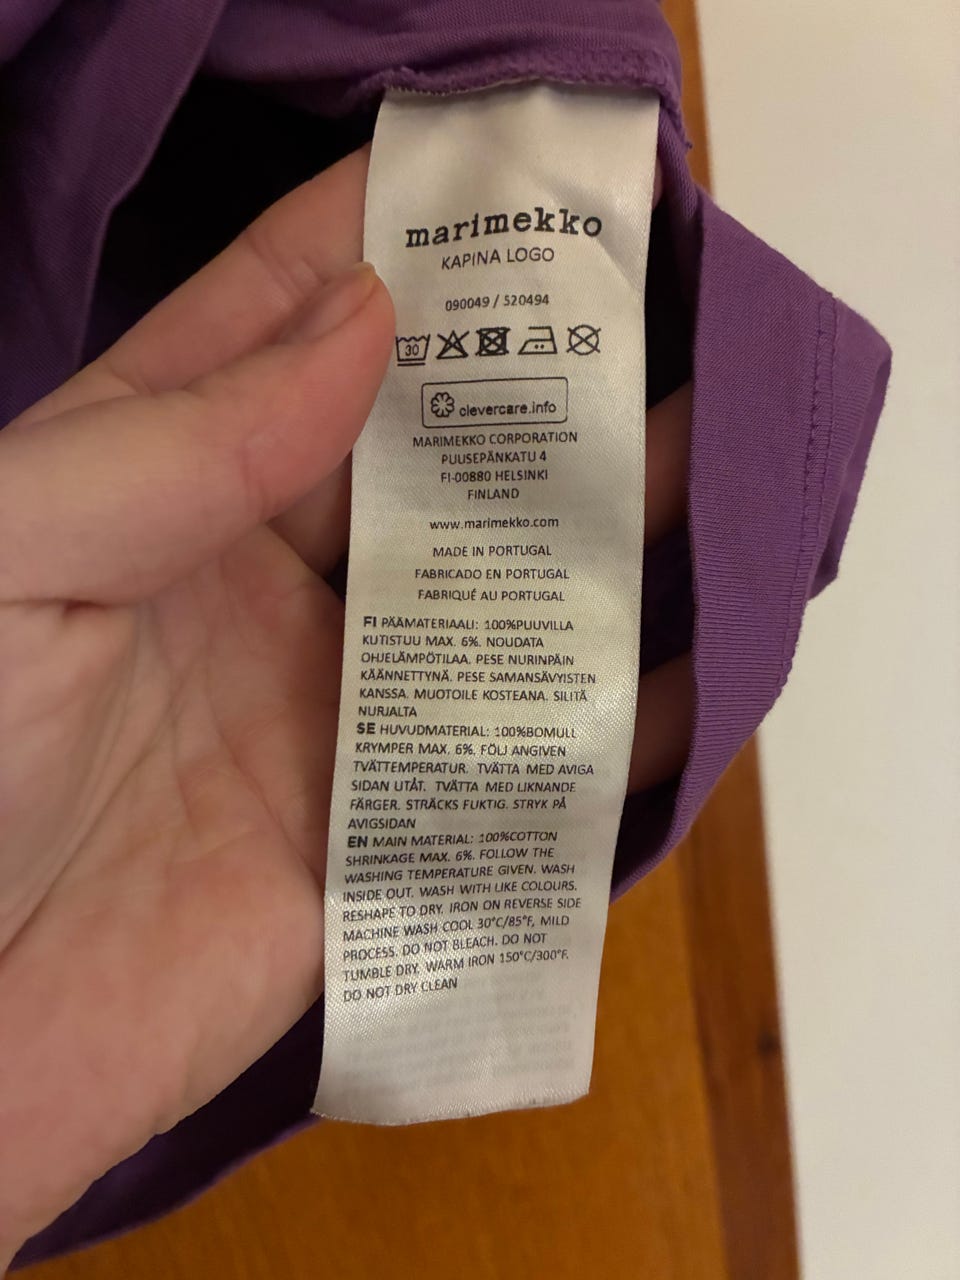 marimekko
KAPINA LOGO
090049 / 520494
30
clevercare.info
MARIMEKKO CORPORATION
PUUSEPÄNKATU 4
FI-00880 HELSINKI
FINLAND
www.marimekko.com
MADE IN PORTUGAL
FABRICADO EN PORTUGAL
FABRIQUÉ AU PORTUGAL
FI PÄÄMATERIAALI: 100%PUUVILLA
KUTISTUU MAX. 6%. NOUDATA
OHJELÄMPÖTILAA. PESE NURINPÄIN
KÄÄNNETTYNÄ. PESE SAMANSÄVYISTEN
KANSSA. MUOTOILE KOSTEANA. SILITÄ
NURJALTA
SE HUVUDMATERIAL: 100%BOMULL
KRYMPER MAX. 6%. FÖLJ ANGIVEN
TVÄTTEMPERATUR. TVÄTTA MED AVIGA
SIDAN UTÅT. TVÄTTA MED LIKNANDE
FÄRGER. STRÄCKS FUKTIG. STRYK PÅ
AVIGSIDAN
EN MAIN MATERIAL: 100%COTTON
SHRINKAGE MAX. 6%. FOLLOW THE
WASHING TEMPERATURE GIVEN. WASH
INSIDE OUT. WASH WITH LIKE COLOURS.
RESHAPE TO DRY. IRON ON REVERSE SIDE
MACHINE WASH COOL 30°C/85°F, MILD
PROCESS. DO NOT BLEACH. DO NOT
TUMBLE DRY. WARM IRON 150°C/300°F.
DO NOT DRY CLEAN